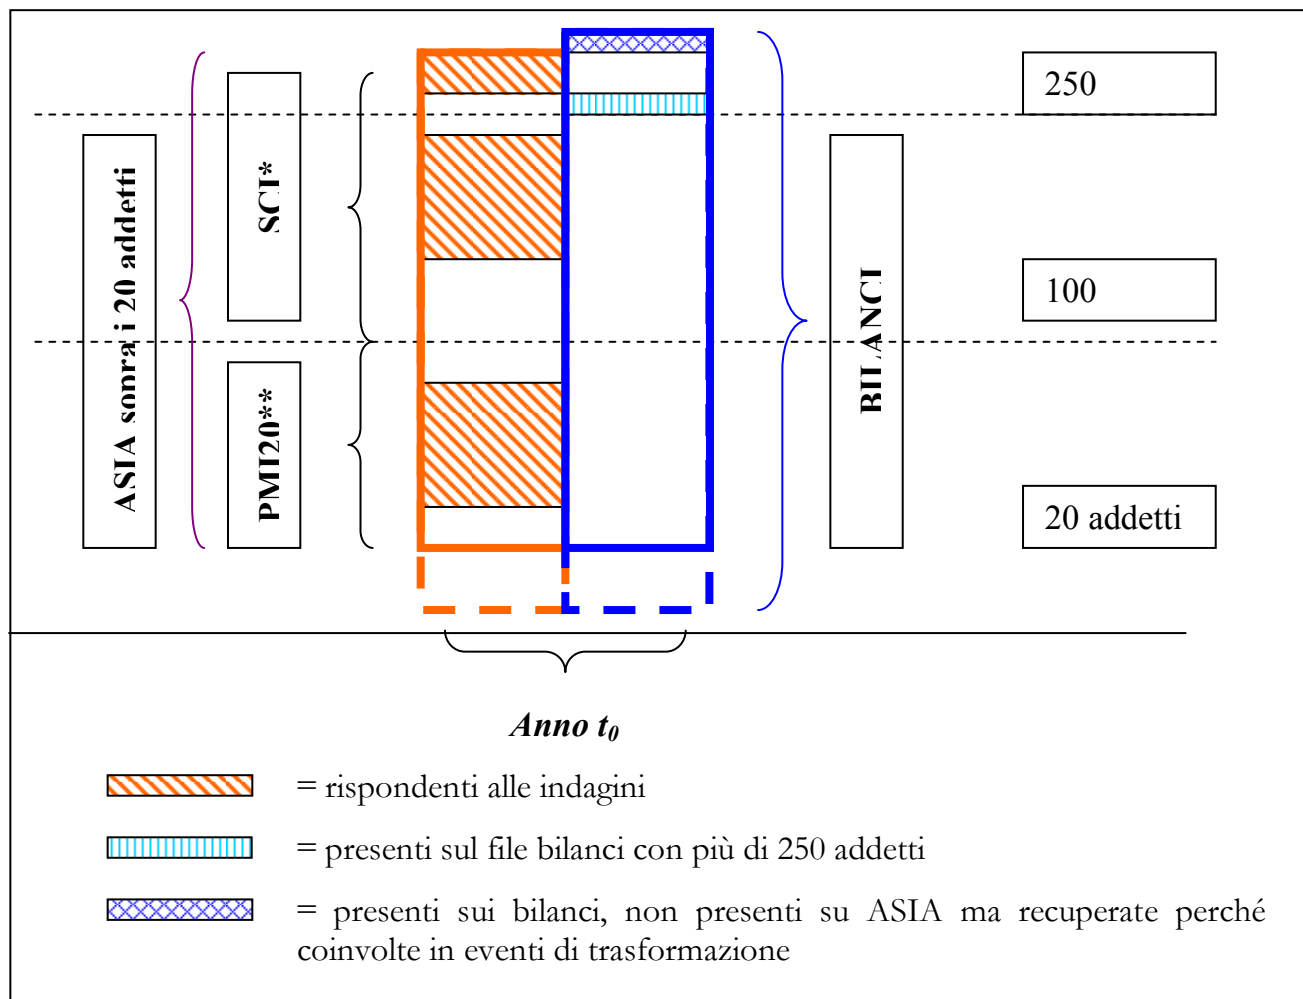 250
ASIA sopra i 20 addetti
SCI*
100
BILANCI
PMI20**
20 addetti
Anno t0
= rispondenti alle indagini
= presenti sul file bilanci con più di 250 addetti
= presenti sui bilanci, non presenti su ASIA ma recuperate perché
coinvolte in eventi di trasformazione